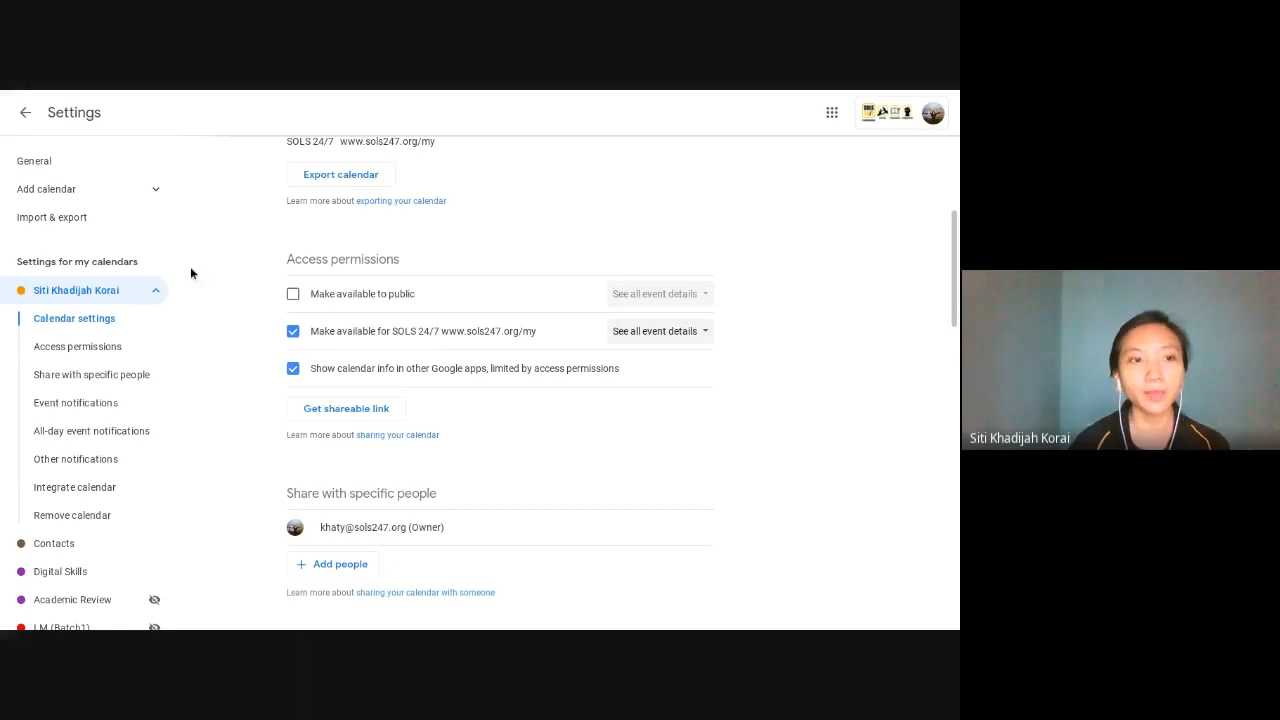 Settings
General
Add calendar
Import & export
Settings for my calendars
Siti Khadijah Korai
Calendar settings
Access permissions
Share with specific people
Event notifications
All-day event notifications
Other notifications
Integrate calendar
Remove calendar
Contacts
Digital Skills
Academic Review
LM (Batch1)
SOLS 24/7 www.sols247.org/my
Export calendar
Learn more about exporting your calendar
Access permissions
Make available to public See all event details
Make available for SOLS 24/7 www.sols247.org/my See all event details
Show calendar info in other Google apps, limited by access permissions
Get shareable link
Learn more about sharing your calendar
Share with specific people
khaty@sols247.org (Owner)
+ Add people
Learn more about sharing your calendar with someone
Siti Khadijah Korai